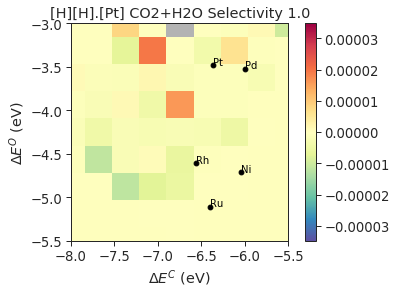 [H][H].[Pt] CO2+H2O Selectivity 1.0
−3.0
−3.5
−4.0
−4.5
−5.0
−5.5
ΔE^O (eV)
Pt
Pd
Rh
Ni
Ru
−8.0 −7.5 −7.0 −6.5 −6.0 −5.5
ΔE^C (eV)
0.00003
0.00002
0.00001
0.00000
−0.00001
−0.00002
−0.00003